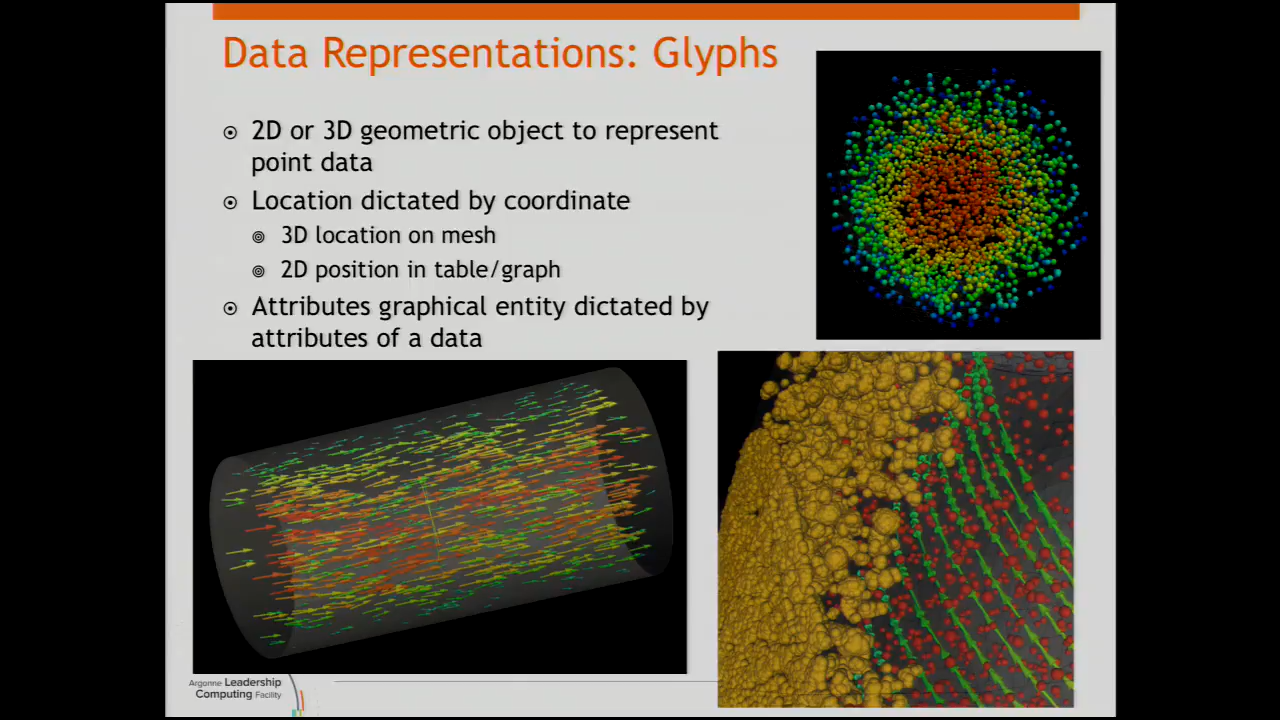 Data Representations: Glyphs
2D or 3D geometric object to represent
point data
Location dictated by coordinate
3D location on mesh
2D position in table/graph
Attributes graphical entity dictated by
attributes of a data
Argonne Leadership
Computing Facility